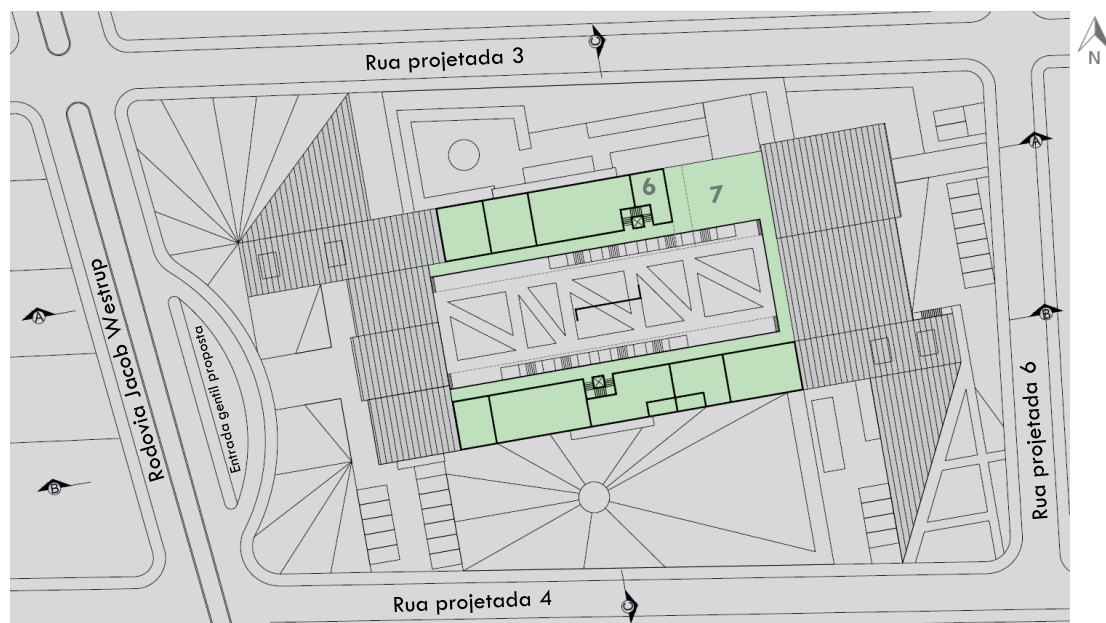 C
Rua projetada 3
N
A
6
7
Rodovia Jacob Westrup
Entrada gentil proposta
A
B
Rua projetada 6
B
Rua projetada 4
C